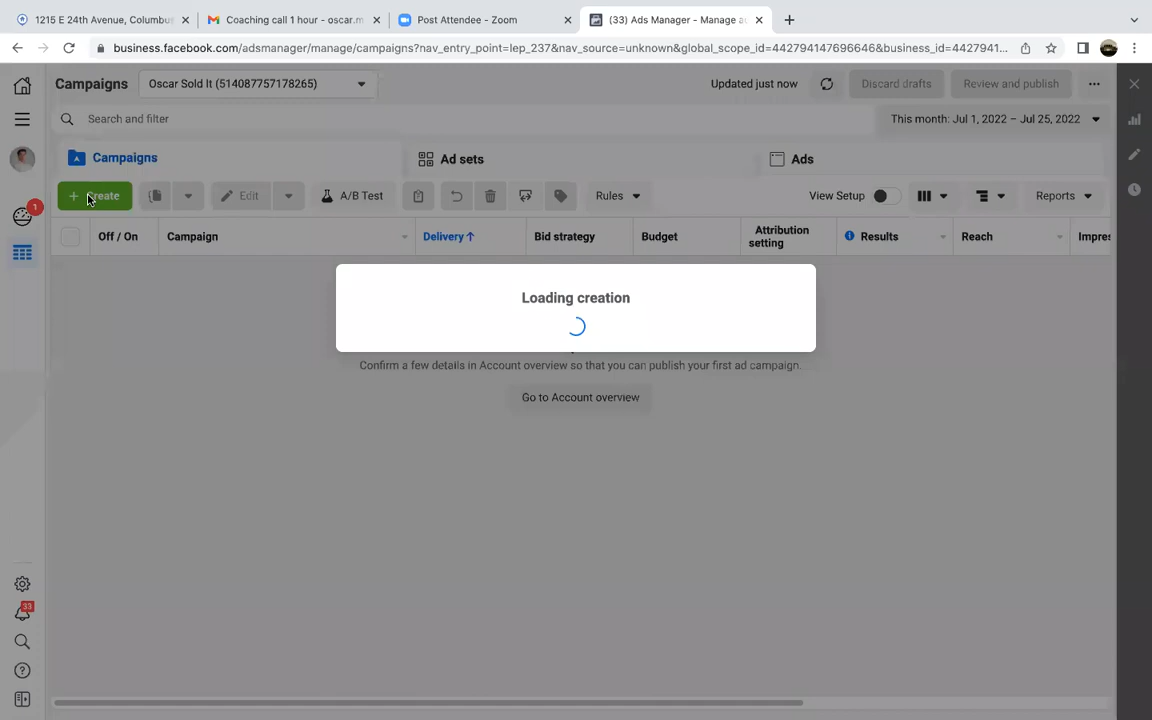 1215 E 24th Avenue, Columbus
Coaching call 1 hour - oscar.m
Post Attendee - Zoom
(33) Ads Manager - Manage a
business.facebook.com/adsmanager/manage/campaigns?nav_entry_point=lep_237&nav_source=unknown&global_scope_id=442794147696646&business_id=4427941...
Campaigns
Oscar Sold It (514087757178265)
Updated just now
Discard drafts
Review and publish
Search and filter
This month: Jul 1, 2022 – Jul 25, 2022
Campaigns
Ad sets
Ads
+ Create
Edit
A/B Test
Rules
View Setup
Reports
1
Off / On
Campaign
Delivery ↑
Bid strategy
Budget
Attribution
setting
Results
Reach
Impres
Loading creation
Confirm a few details in Account overview so that you can publish your first ad campaign.
Go to Account overview
33